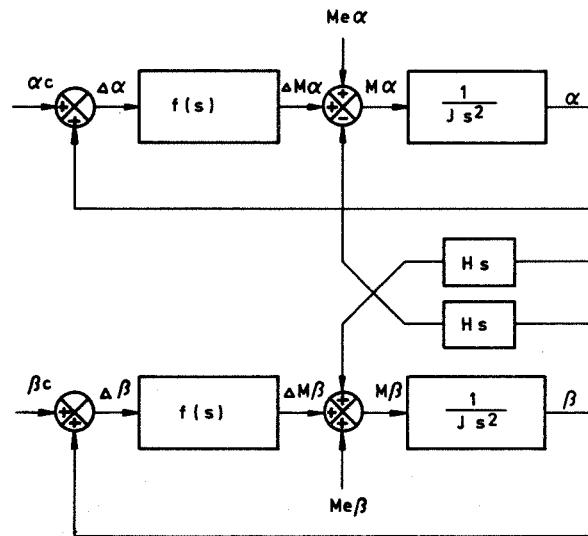 Meα
αc
Δα
f(s)
ΔMα
Mα
1
J s²
α
+
+
+
+
−
Hs
Hs
βc
Δβ
f(s)
ΔMβ
Mβ
1
J s²
β
+
+
+
+
+
Meβ